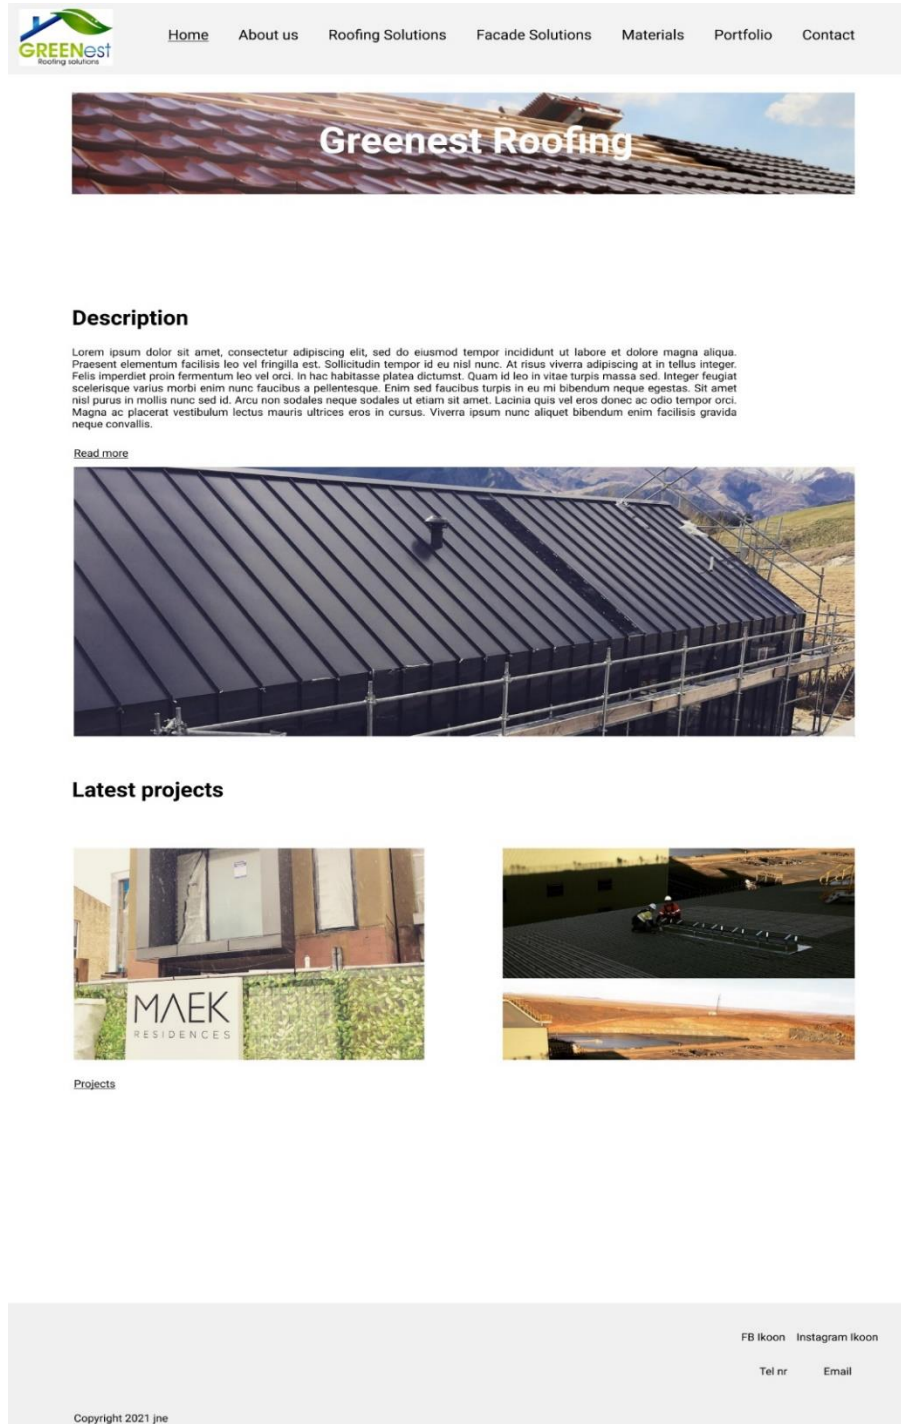 GREENest
Roofing solutions
Home About us Roofing Solutions Facade Solutions Materials Portfolio Contact
Greenest Roofing
Description
Lorem ipsum dolor sit amet, consectetur adipiscing elit, sed do eiusmod tempor incididunt ut labore et dolore magna aliqua.
Praesent elementum facilisis leo vel fringilla est. Sollicitudin tempor id eu nisl nunc. At risus viverra adipiscing at in tellus integer.
Felis imperdiet proin fermentum leo vel orci. In hac habitasse platea dictumst. Quam id leo in vitae turpis massa sed. Integer feugiat
scelerisque varius morbi enim nunc faucibus a pellentesque. Enim sed faucibus turpis in eu mi bibendum neque egestas. Sit amet
nisl purus in mollis nunc sed id. Arcu non sodales neque sodales ut etiam sit amet. Lacinia quis vel eros donec ac odio tempor orci.
Magna ac placerat vestibulum lectus mauris ultrices eros in cursus. Viverra ipsum nunc aliquet bibendum enim facilisis gravida
neque convallis.
Read more
Latest projects
MAEK
RESIDENCES
Projects
FB Ikoon Instagram Ikoon
Tel nr Email
Copyright 2021 jne